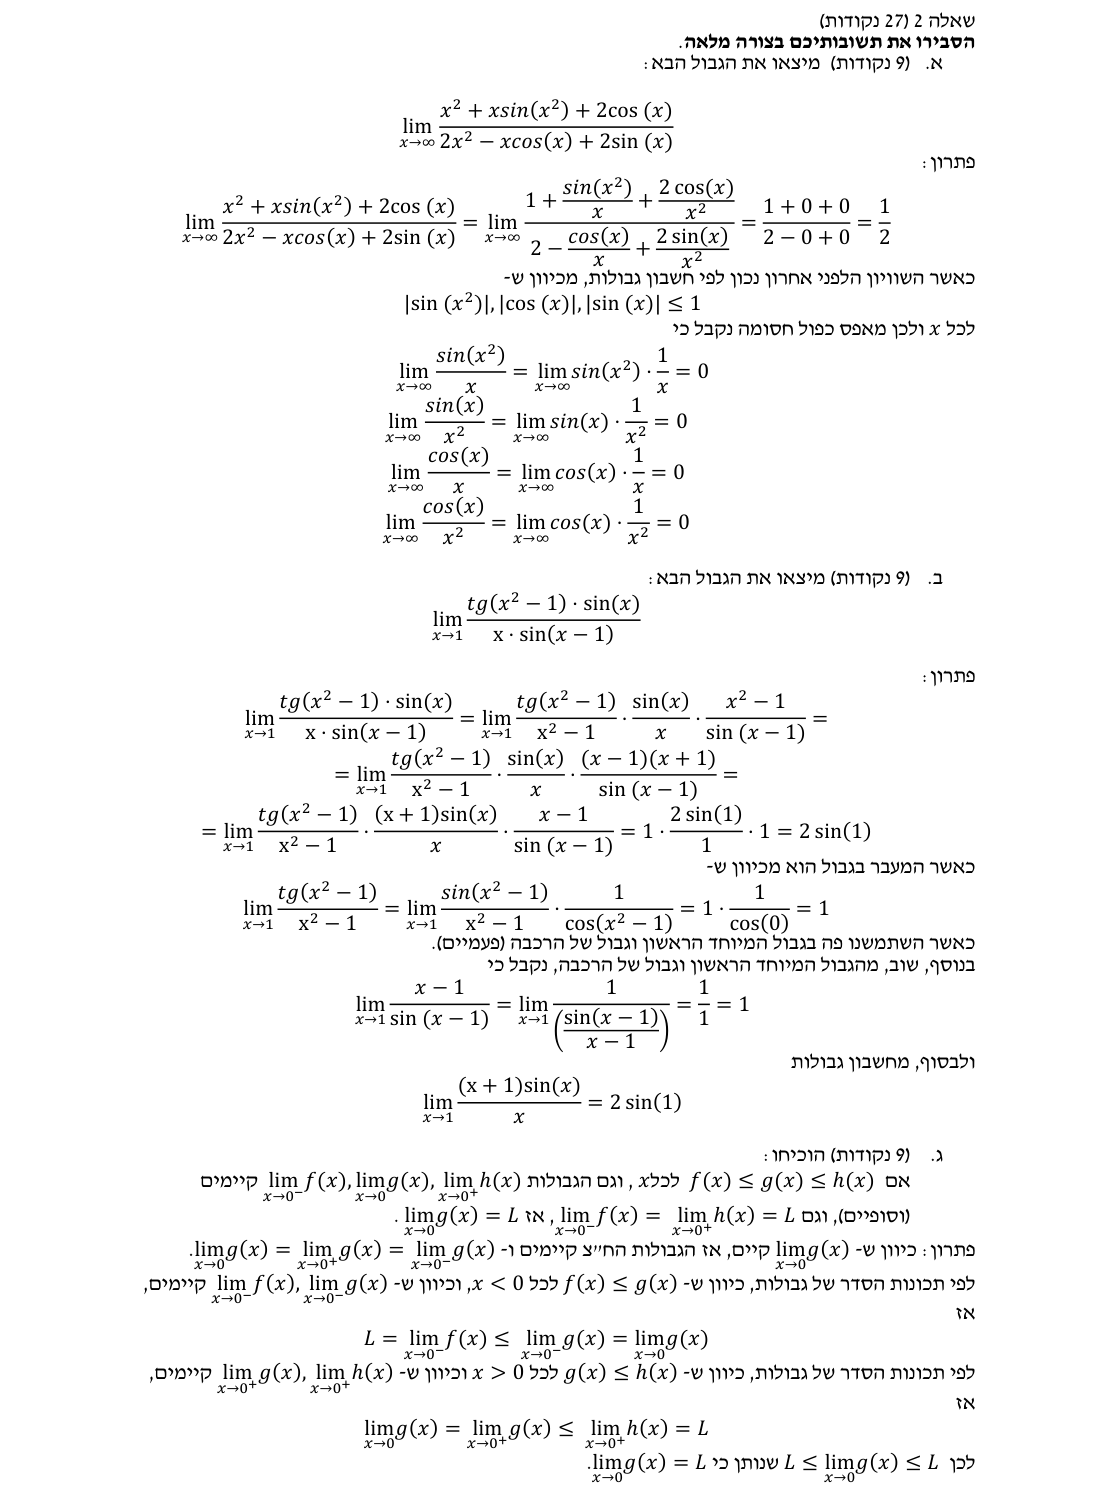 שאלה 2 (27 נקודות)
הסבירו את תשובותיכם בצורה מלאה.
א. (9 נקודות) מיצאו את הגבול הבא:
lim_{x→∞} (x² + xsin(x²) + 2cos (x)) / (2x² − xcos(x) + 2sin (x))
פתרון:
lim_{x→∞} (x² + xsin(x²) + 2cos (x)) / (2x² − xcos(x) + 2sin (x)) = lim_{x→∞} (1 + sin(x²)/x + 2 cos(x)/x²) / (2 − cos(x)/x + 2 sin(x)/x²) = (1 + 0 + 0)/(2 − 0 + 0) = 1/2
כאשר השוויון הלפני אחרון נכון לפי חשבון גבולות, מכיוון ש-
|sin (x²)|, |cos (x)|, |sin (x)| ≤ 1
לכל x ולכן מאפס כפול חסומה נקבל כי
lim_{x→∞} sin(x²)/x = lim_{x→∞} sin(x²) · 1/x = 0
lim_{x→∞} sin(x)/x² = lim_{x→∞} sin(x) · 1/x² = 0
lim_{x→∞} cos(x)/x = lim_{x→∞} cos(x) · 1/x = 0
lim_{x→∞} cos(x)/x² = lim_{x→∞} cos(x) · 1/x² = 0
ב. (9 נקודות) מיצאו את הגבול הבא:
lim_{x→1} (tg(x² − 1) · sin(x)) / (x · sin(x − 1))
פתרון:
lim_{x→1} (tg(x² − 1) · sin(x)) / (x · sin(x − 1)) = lim_{x→1} tg(x² − 1)/(x² − 1) · sin(x)/x · (x² − 1)/sin (x − 1) =
= lim_{x→1} tg(x² − 1)/(x² − 1) · sin(x)/x · (x − 1)(x + 1)/sin (x − 1) =
= lim_{x→1} tg(x² − 1)/(x² − 1) · (x + 1)sin(x)/x · (x − 1)/sin (x − 1) = 1 · 2 sin(1)/1 · 1 = 2 sin(1)
כאשר המעבר בגבול הוא מכיוון ש-
lim_{x→1} tg(x² − 1)/(x² − 1) = lim_{x→1} sin(x² − 1)/(x² − 1) · 1/cos(x² − 1) = 1 · 1/cos(0) = 1
כאשר השתמשנו פה בגבול המיוחד הראשון וגבול של הרכבה (פעמיים).
בנוסף, שוב, מהגבול המיוחד הראשון וגבול של הרכבה, נקבל כי
lim_{x→1} (x − 1)/sin (x − 1) = lim_{x→1} 1/(sin(x − 1)/(x − 1)) = 1/1 = 1
ולבסוף, מחשבון גבולות
lim_{x→1} (x + 1)sin(x)/x = 2 sin(1)
ג. (9 נקודות) הוכיחו:
אם f(x) ≤ g(x) ≤ h(x) לכל x, וגם הגבולות lim_{x→0⁻} f(x), lim_{x→0} g(x), lim_{x→0⁺} h(x) קיימים
(וסופיים), וגם lim_{x→0⁻} f(x) = lim_{x→0⁺} h(x) = L, אז lim_{x→0} g(x) = L .
פתרון: כיוון ש- lim_{x→0} g(x) קיים, אז הגבולות הח״צ קיימים ו- lim_{x→0} g(x) = lim_{x→0⁺} g(x) = lim_{x→0⁻} g(x).
לפי תכונות הסדר של גבולות, כיוון ש- f(x) ≤ g(x) לכל x < 0, וכיוון ש- lim_{x→0⁻} f(x), lim_{x→0⁻} g(x) קיימים,
אז
L = lim_{x→0⁻} f(x) ≤ lim_{x→0⁻} g(x) = lim_{x→0} g(x)
לפי תכונות הסדר של גבולות, כיוון ש- g(x) ≤ h(x) לכל x > 0 וכיוון ש- lim_{x→0⁺} g(x), lim_{x→0⁺} h(x) קיימים,
אז
lim_{x→0} g(x) = lim_{x→0⁺} g(x) ≤ lim_{x→0⁺} h(x) = L
לכן L ≤ lim_{x→0} g(x) ≤ L שנותן כי lim_{x→0} g(x) = L.